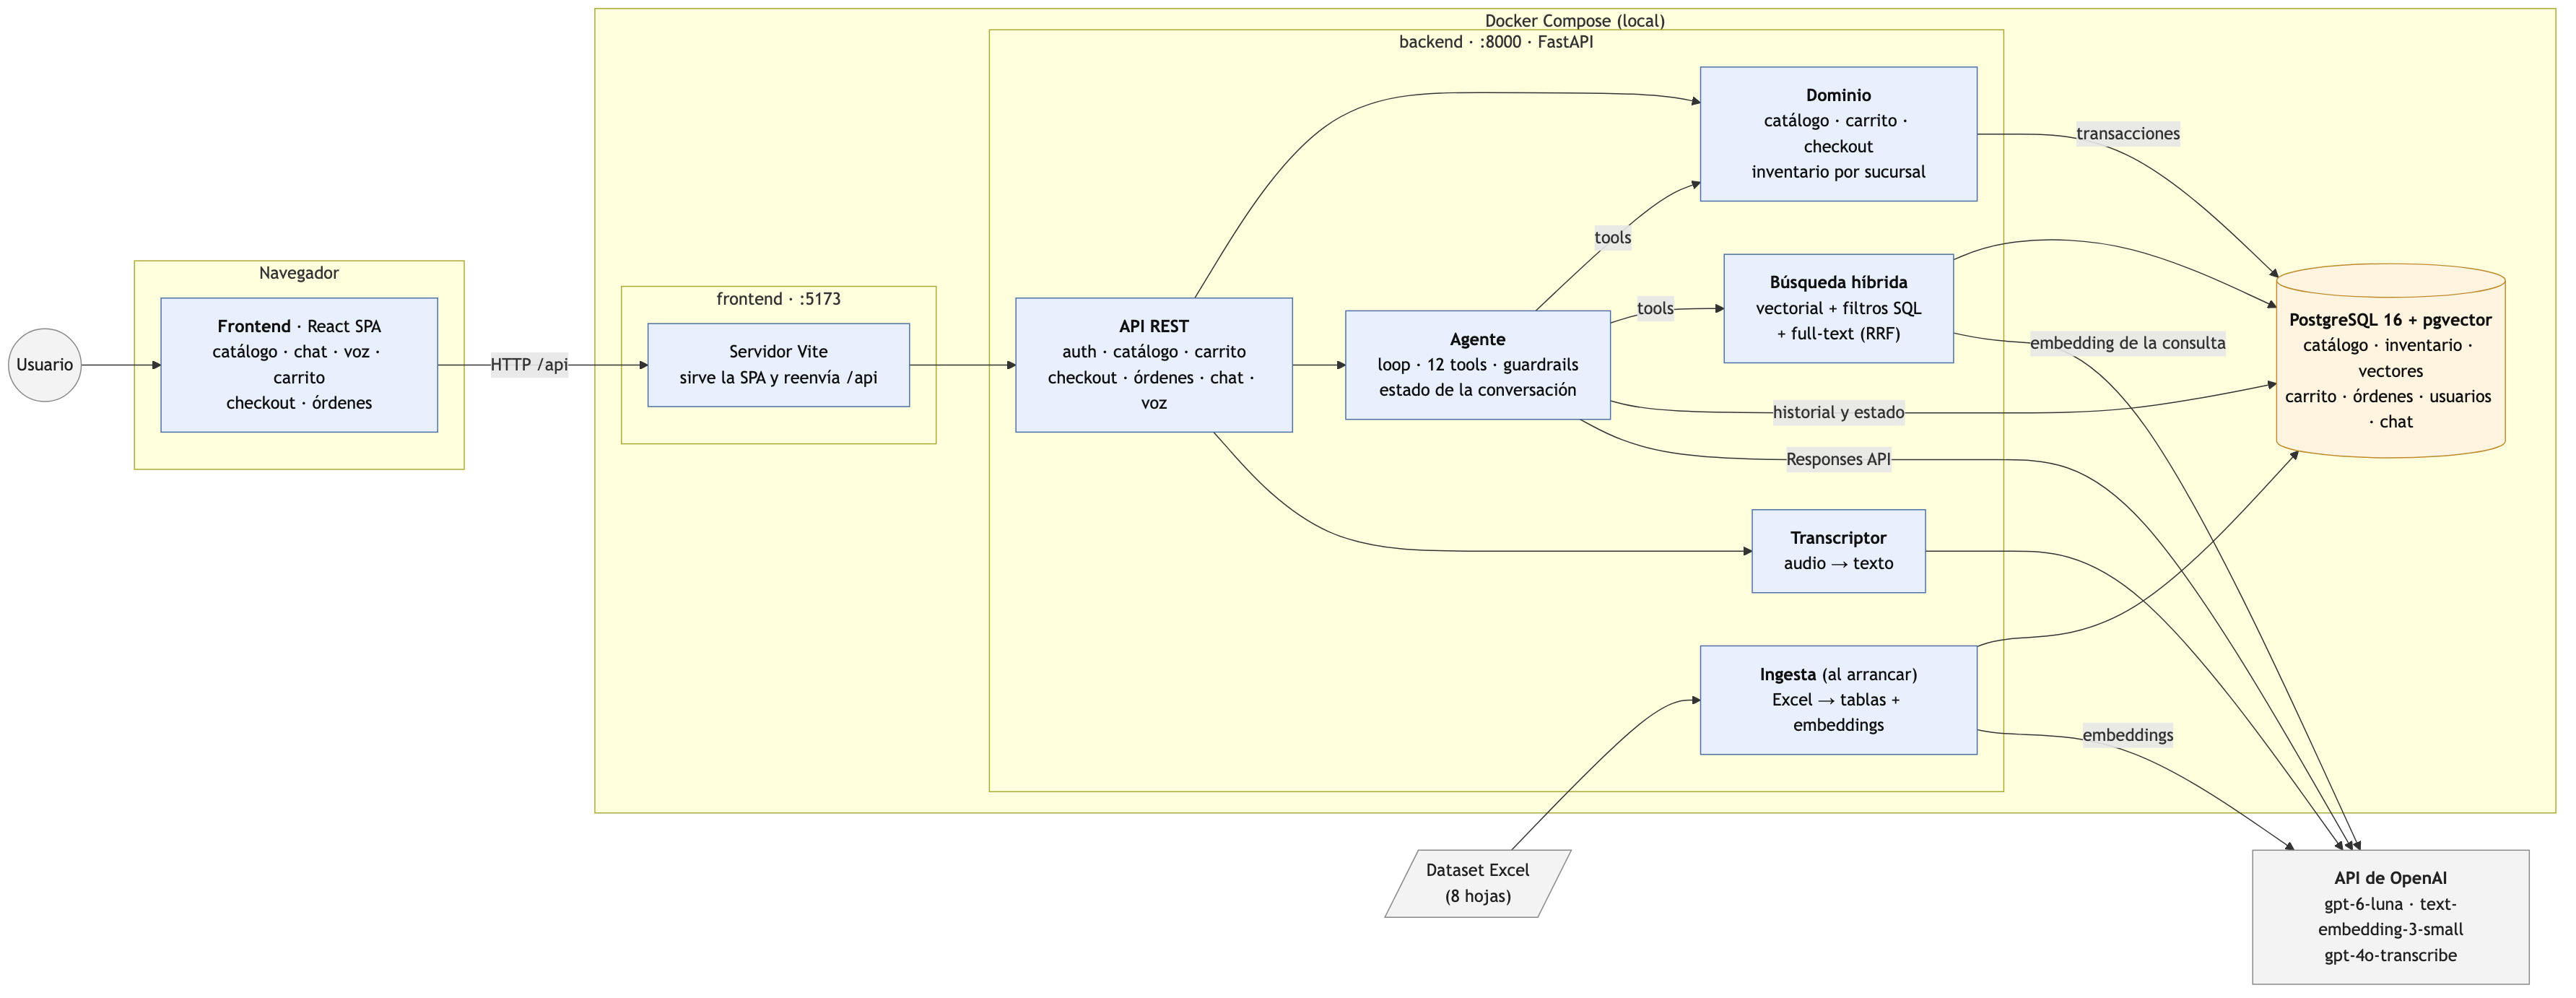 Docker Compose (local)
backend · :8000 · FastAPI
Dominio
catálogo · carrito ·
checkout
inventario por sucursal
transacciones
tools
Navegador
Frontend · React SPA
catálogo · chat · voz ·
carrito
checkout · órdenes
Usuario
HTTP /api
frontend · :5173
Servidor Vite
sirve la SPA y reenvía /api
API REST
auth · catálogo · carrito
checkout · órdenes · chat ·
voz
Agente
loop · 12 tools · guardrails
estado de la conversación
tools
Búsqueda híbrida
vectorial + filtros SQL
+ full-text (RRF)
embedding de la consulta
PostgreSQL 16 + pgvector
catálogo · inventario ·
vectores
carrito · órdenes · usuarios
· chat
historial y estado
Responses API
Transcriptor
audio → texto
Ingesta (al arrancar)
Excel → tablas +
embeddings
embeddings
Dataset Excel
(8 hojas)
API de OpenAI
gpt-6-luna · text-
embedding-3-small
gpt-4o-transcribe